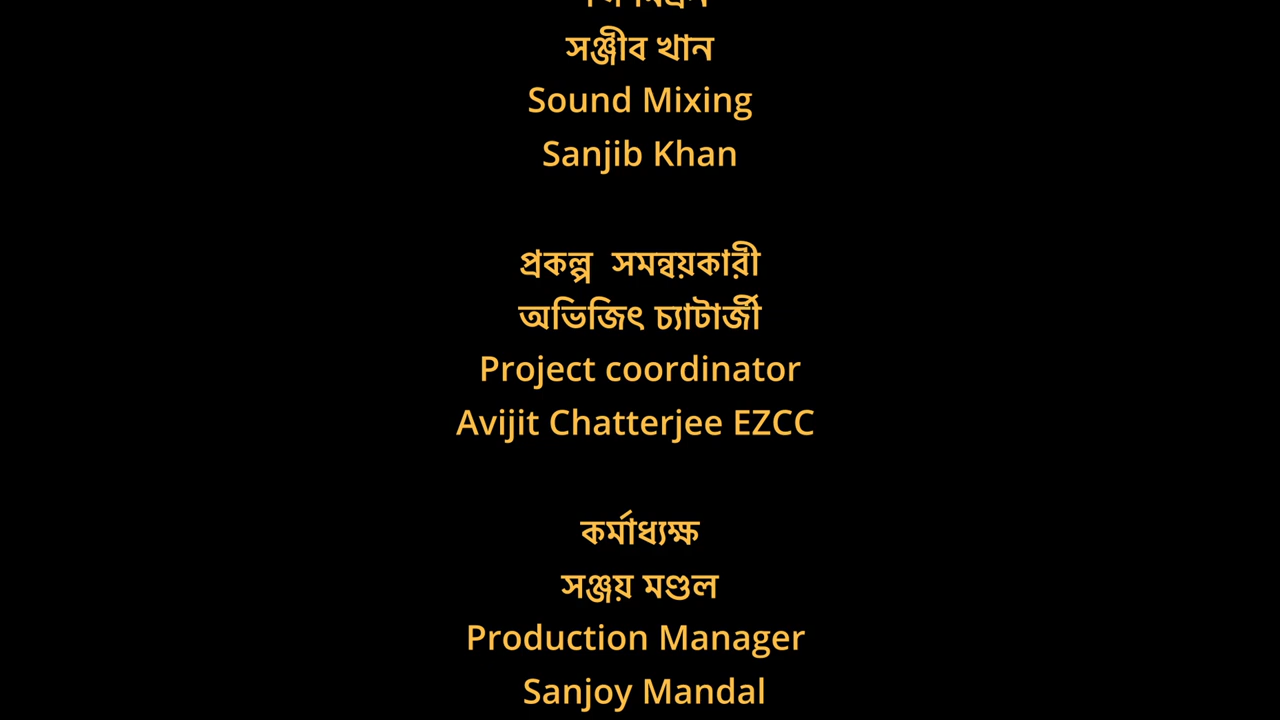 সঞ্জীব খান
Sound Mixing
Sanjib Khan
প্রকল্প  সমন্বয়কারী
অভিজিৎ চ্যাটার্জী
Project coordinator
Avijit Chatterjee EZCC
কর্মাধ্যক্ষ
সঞ্জয় মণ্ডল
Production Manager
Sanjoy Mandal